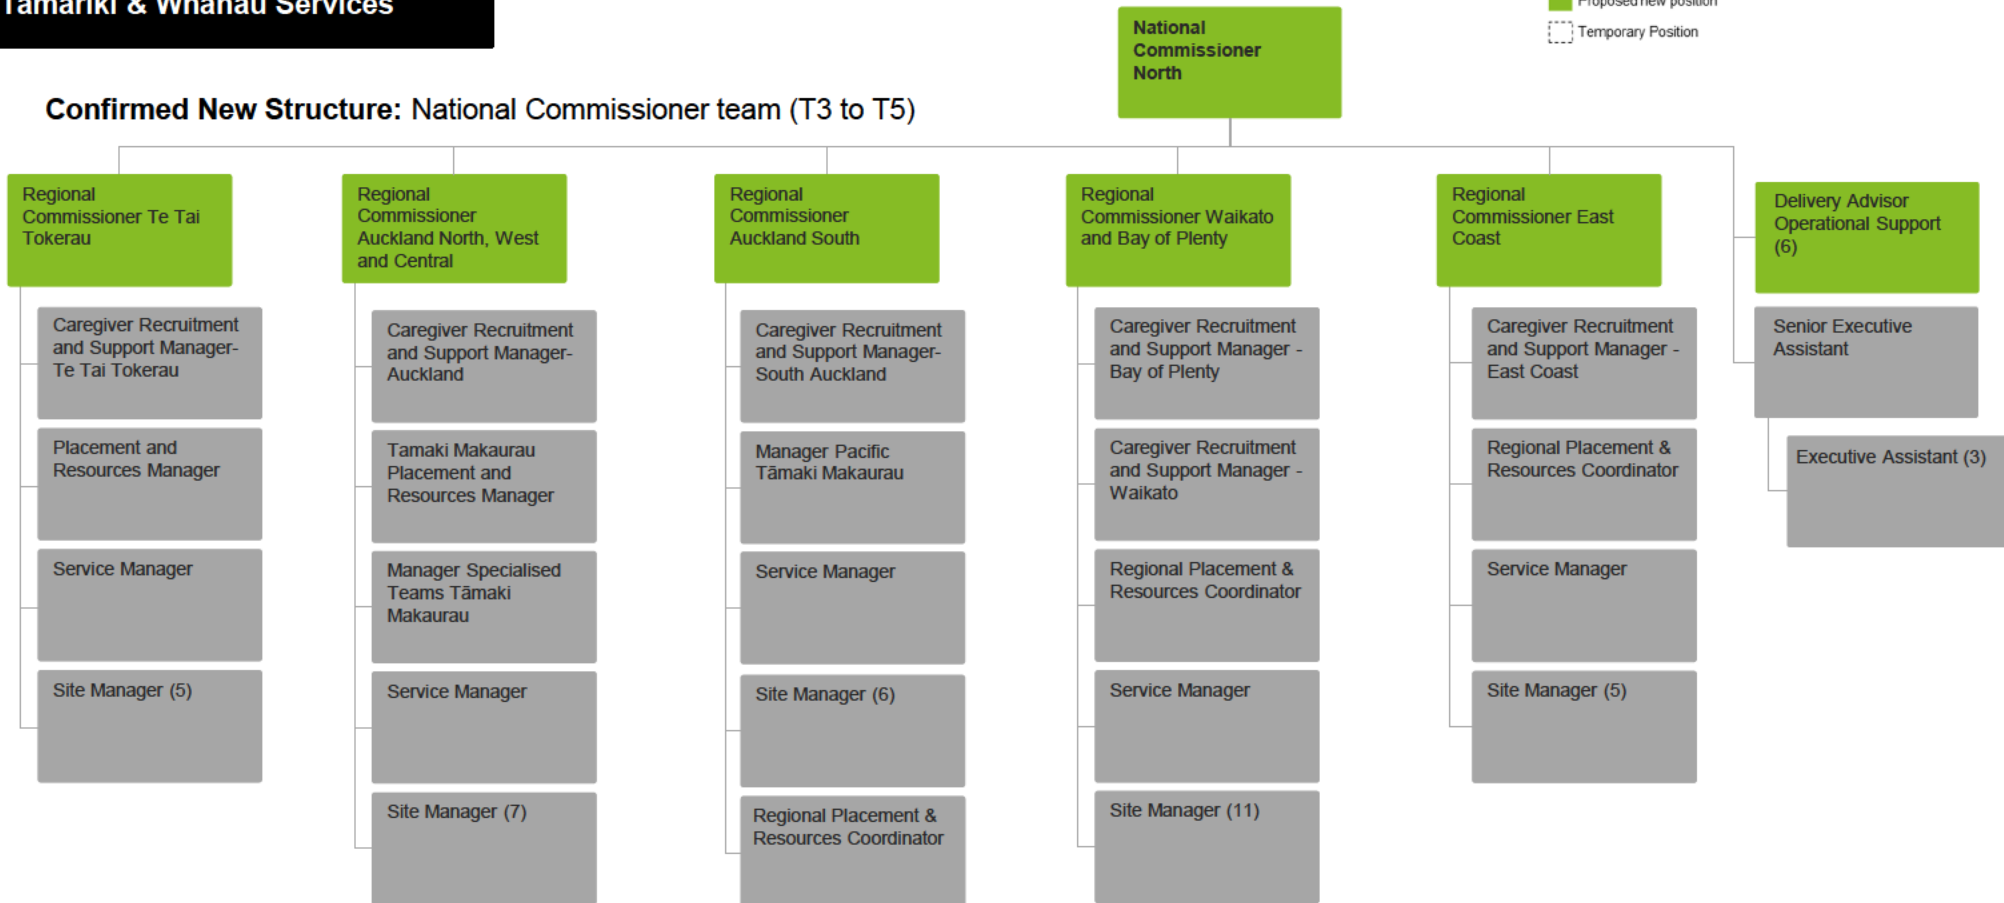 Tamariki & Whānau Services
Proposed new position
Temporary Position
National
Commissioner
North
Confirmed New Structure: National Commissioner team (T3 to T5)
Regional
Commissioner Te Tai
Tokerau
Caregiver Recruitment
and Support Manager-
Te Tai Tokerau
Placement and
Resources Manager
Service Manager
Site Manager (5)
Regional
Commissioner
Auckland North, West
and Central
Caregiver Recruitment
and Support Manager-
Auckland
Tamaki Makaurau
Placement and
Resources Manager
Manager Specialised
Teams Tāmaki
Makaurau
Service Manager
Site Manager (7)
Regional
Commissioner
Auckland South
Caregiver Recruitment
and Support Manager-
South Auckland
Manager Pacific
Tāmaki Makaurau
Service Manager
Site Manager (6)
Regional Placement &
Resources Coordinator
Regional
Commissioner Waikato
and Bay of Plenty
Caregiver Recruitment
and Support Manager -
Bay of Plenty
Caregiver Recruitment
and Support Manager -
Waikato
Regional Placement &
Resources Coordinator
Service Manager
Site Manager (11)
Regional
Commissioner East
Coast
Caregiver Recruitment
and Support Manager -
East Coast
Regional Placement &
Resources Coordinator
Service Manager
Site Manager (5)
Delivery Advisor
Operational Support
(6)
Senior Executive
Assistant
Executive Assistant (3)